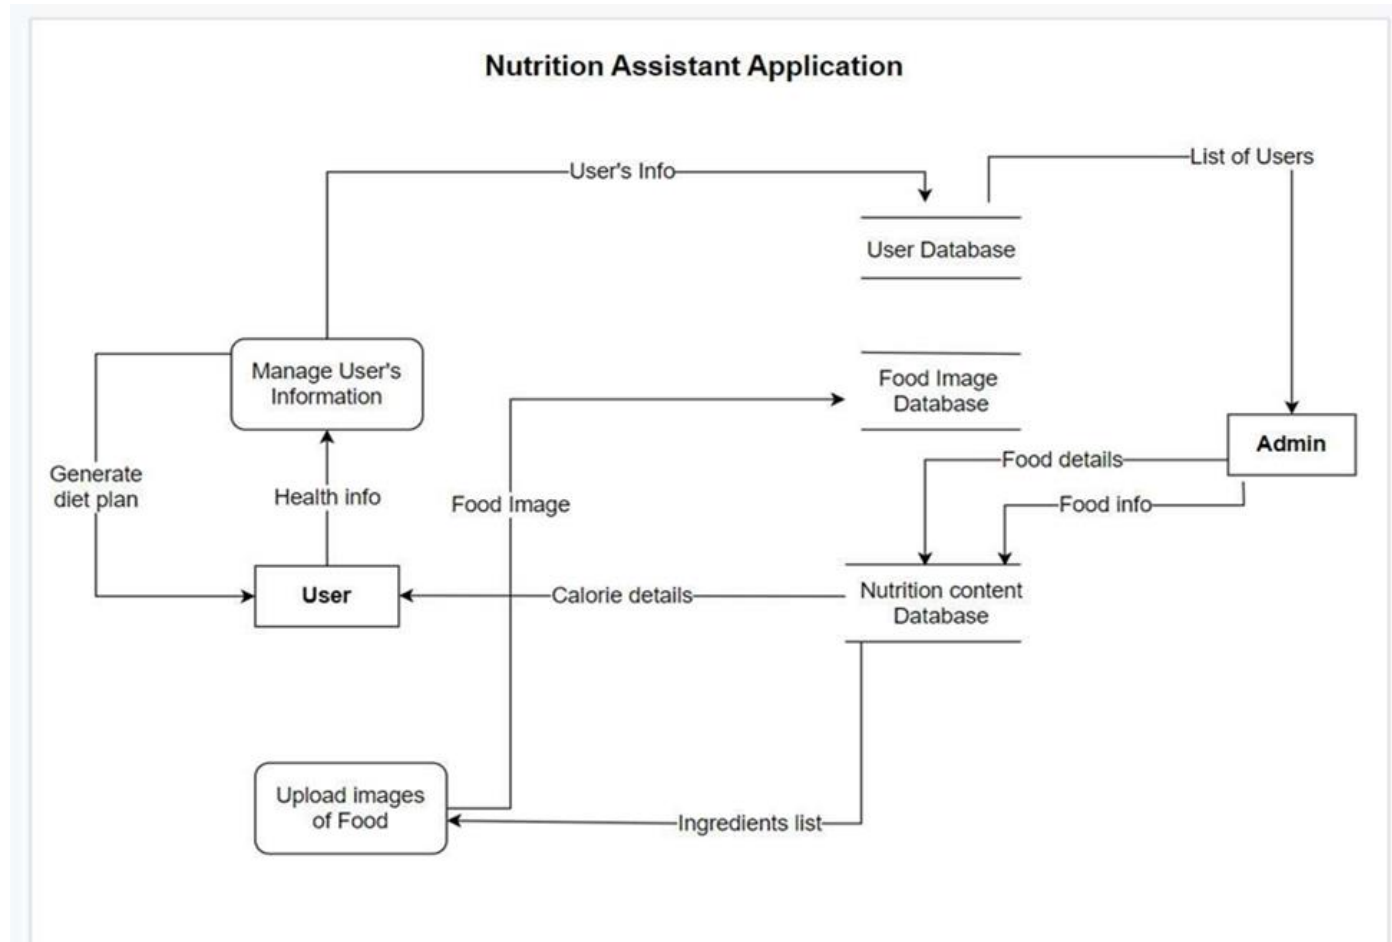 Nutrition Assistant Application
User's Info
List of Users
User Database
Manage User's
Information
Food Image
Database
Admin
Food details
Generate
diet plan
Health info
Food Image
Food info
User
Calorie details
Nutrition content
Database
Upload images
of Food
Ingredients list